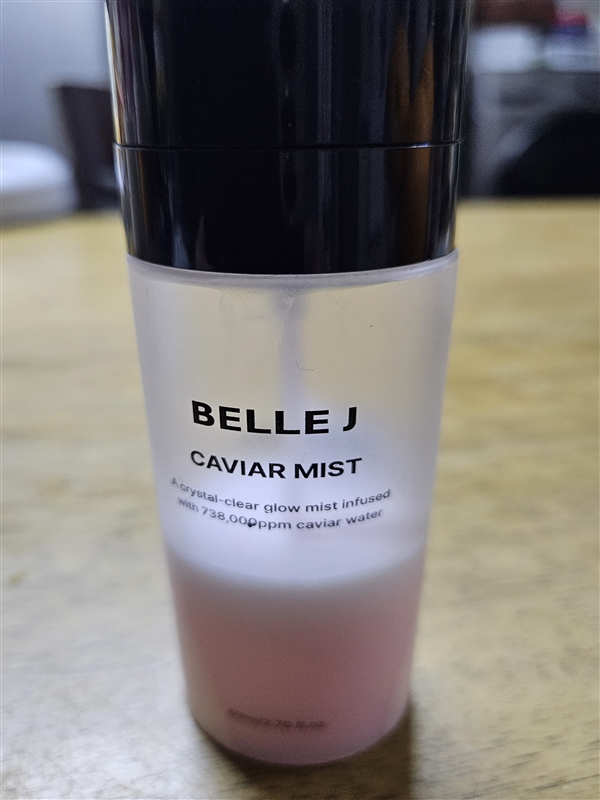 BELLE J
CAVIAR MIST
A crystal-clear glow mist infused
with 738,000ppm caviar water